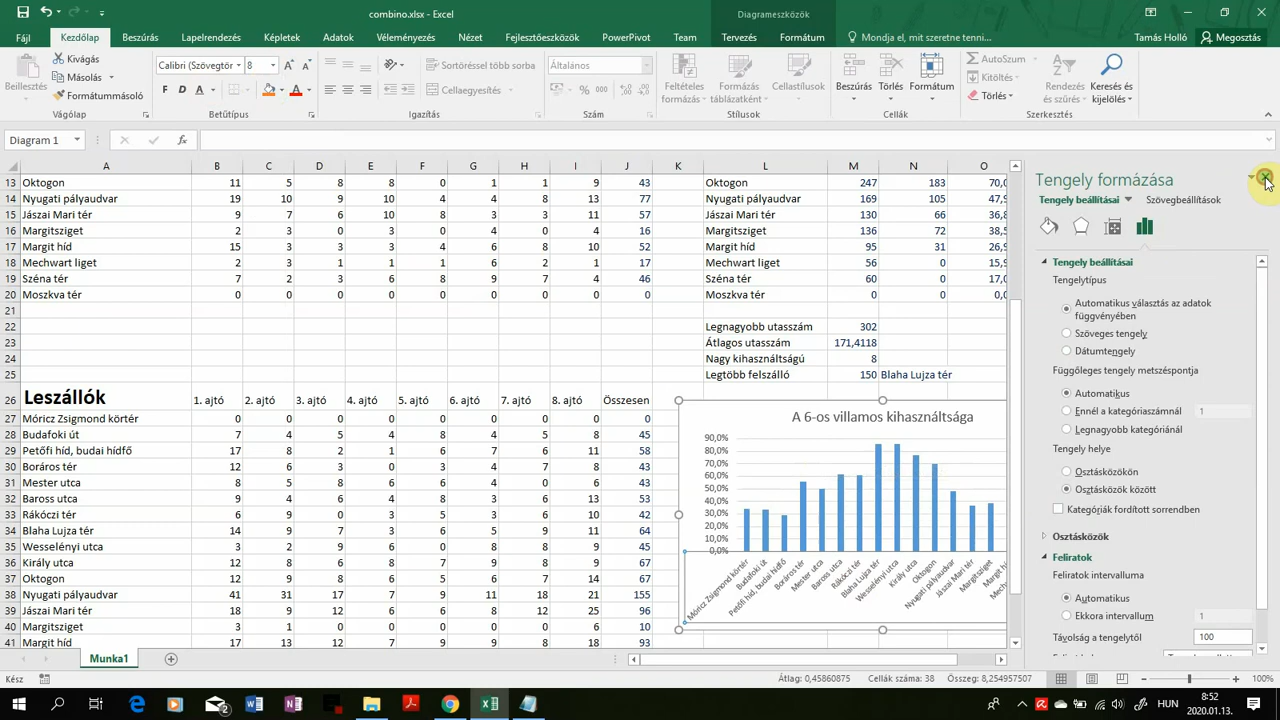 combino.xlsx - Excel
Diagrameszközök
Fájl Kezdőlap Beszúrás Lapelrendezés Képletek Adatok Véleményezés Nézet Fejlesztőeszközök PowerPivot Team Tervezés Formátum Mondja el, mit szeretne tenni... Tamás Holló Megosztás
Beillesztés
Kivágás
Másolás
Formátummásoló
Vágólap
Calibri (Szövegtör 8
F D A
Betűtípus
Sortöréssel több sorba
Cellaegyesítés
Igazítás
Általános
% 000
Szám
Feltételes formázás
Formázás táblázatként
Cellastílusok
Stílusok
Beszúrás Törlés Formátum
Cellák
AutoSzum
Kitöltés
Törlés
Rendezés és szűrés
Keresés és kijelölés
Szerkesztés
Diagram 1 fx
A B C D E F G H I J K L M N O
13 Oktogon 11 5 8 8 0 1 1 9 43 Oktogon 247 183 70,0
14 Nyugati pályaudvar 19 10 9 10 4 6 6 13 77 Nyugati pályaudvar 169 105 47,9
15 Jászai Mari tér 9 7 6 10 8 3 3 11 57 Jászai Mari tér 130 66 36,8
16 Margitsziget 2 3 0 3 0 4 0 4 16 Margitsziget 136 72 38,5
17 Margit híd 15 3 3 3 4 6 8 10 52 Margit híd 95 31 26,9
18 Mechwart liget 2 3 1 1 1 6 2 1 17 Mechwart liget 56 0 15,9
19 Széna tér 7 2 3 6 8 9 7 4 46 Széna tér 60 0 17,0
20 Moszkva tér 0 0 0 0 0 0 0 0 0 Moszkva tér 0 0 0,0
21
22 Legnagyobb utasszám 302
23 Átlagos utasszám 171,4118
24 Nagy kihasználtságú 8
25 Legtöbb felszálló 150 Blaha Lujza tér
26 Leszállók 1. ajtó 2. ajtó 3. ajtó 4. ajtó 5. ajtó 6. ajtó 7. ajtó 8. ajtó Összesen
27 Móricz Zsigmond körtér 0 0 0 0 0 0 0 0 0
28 Budafoki út 7 4 5 4 8 4 5 8 45
29 Petőfi híd, budai hídfő 17 8 2 1 6 7 6 11 58
30 Boráros tér 12 6 3 3 4 7 8 43
31 Mester utca 8 5 8 6 6 4 0 6 43
32 Baross utca 9 4 6 4 8 3 6 13 53
33 Rákóczi tér 6 9 0 3 5 3 6 10 42
34 Blaha Lujza tér 14 9 7 3 6 5 9 11 64
35 Wesselényi utca 3 2 9 6 0 8 8 9 45
36 Király utca 12 8 6 8 7 9 8 9 67
37 Oktogon 12 9 8 6 5 6 7 14 67
38 Nyugati pályaudvar 41 31 17 7 9 11 18 21 155
39 Jászai Mari tér 18 9 12 6 6 8 12 25 96
40 Margitsziget 3 1 0 0 0 0 0 6 10
41 Margit híd 17 13 12 7 9 9 8 18 93
A 6-os villamos kihasználtsága
90,0%
80,0%
70,0%
60,0%
50,0%
40,0%
30,0%
20,0%
10,0%
0,0%
Móricz Zsigmond körtér
Budafoki út
Petőfi híd, budai hídfő
Boráros tér
Mester utca
Baross utca
Rákóczi tér
Blaha Lujza tér
Wesselényi utca
Király utca
Oktogon
Nyugati pályaudvar
Jászai Mari tér
Margitsziget
Tengely formázása
Tengely beállításai Szövegbeállítások
Tengely beállításai
Tengelytípus
Automatikus választás az adatok
függvényében
Szöveges tengely
Dátumtengely
Függőleges tengely metszéspontja
Automatikus
Ennél a kategóriaszámnál 1
Legnagyobb kategóriánál
Tengely helye
Osztásközökön
Osztásközök között
Kategóriák fordított sorrendben
Osztásközök
Feliratok
Feliratok intervalluma
Automatikus
Ekkora intervallum 1
Távolság a tengelytől 100
Munka1
Kész Átlag: 0,45860875 Cellák száma: 38 Összeg: 8,254957507 100%
HUN 8:52
2020.01.13.